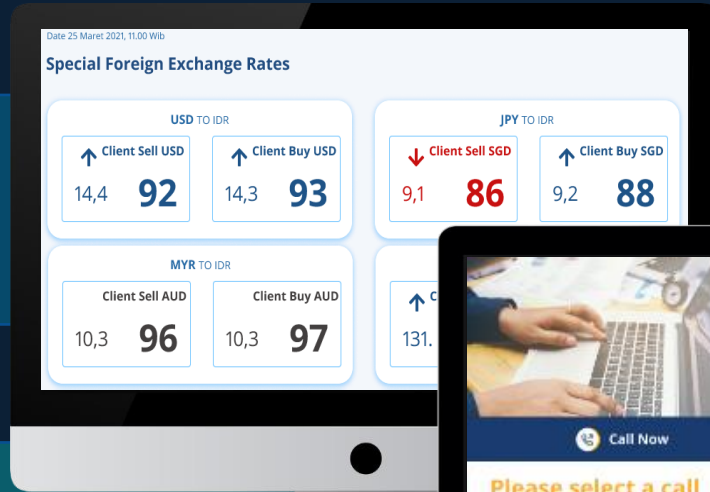 Date 25 Maret 2021, 11.00 Wib
Special Foreign Exchange Rates
USD TO IDR
Client Sell USD
14,4 92
Client Buy USD
14,3 93
JPY TO IDR
Client Sell SGD
9,1 86
Client Buy SGD
9,2 88
MYR TO IDR
Client Sell AUD
10,3 96
Client Buy AUD
10,3 97
131.
Call Now
Please select a call